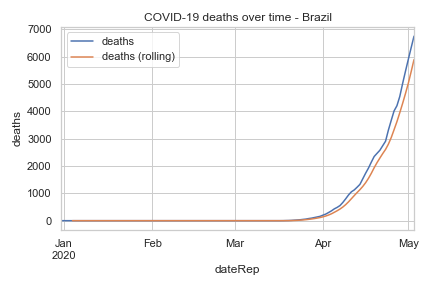 COVID-19 deaths over time - Brazil
deaths
deaths (rolling)
7000
6000
5000
4000
3000
2000
1000
0
deaths
Jan Feb Mar Apr May
2020
dateRep